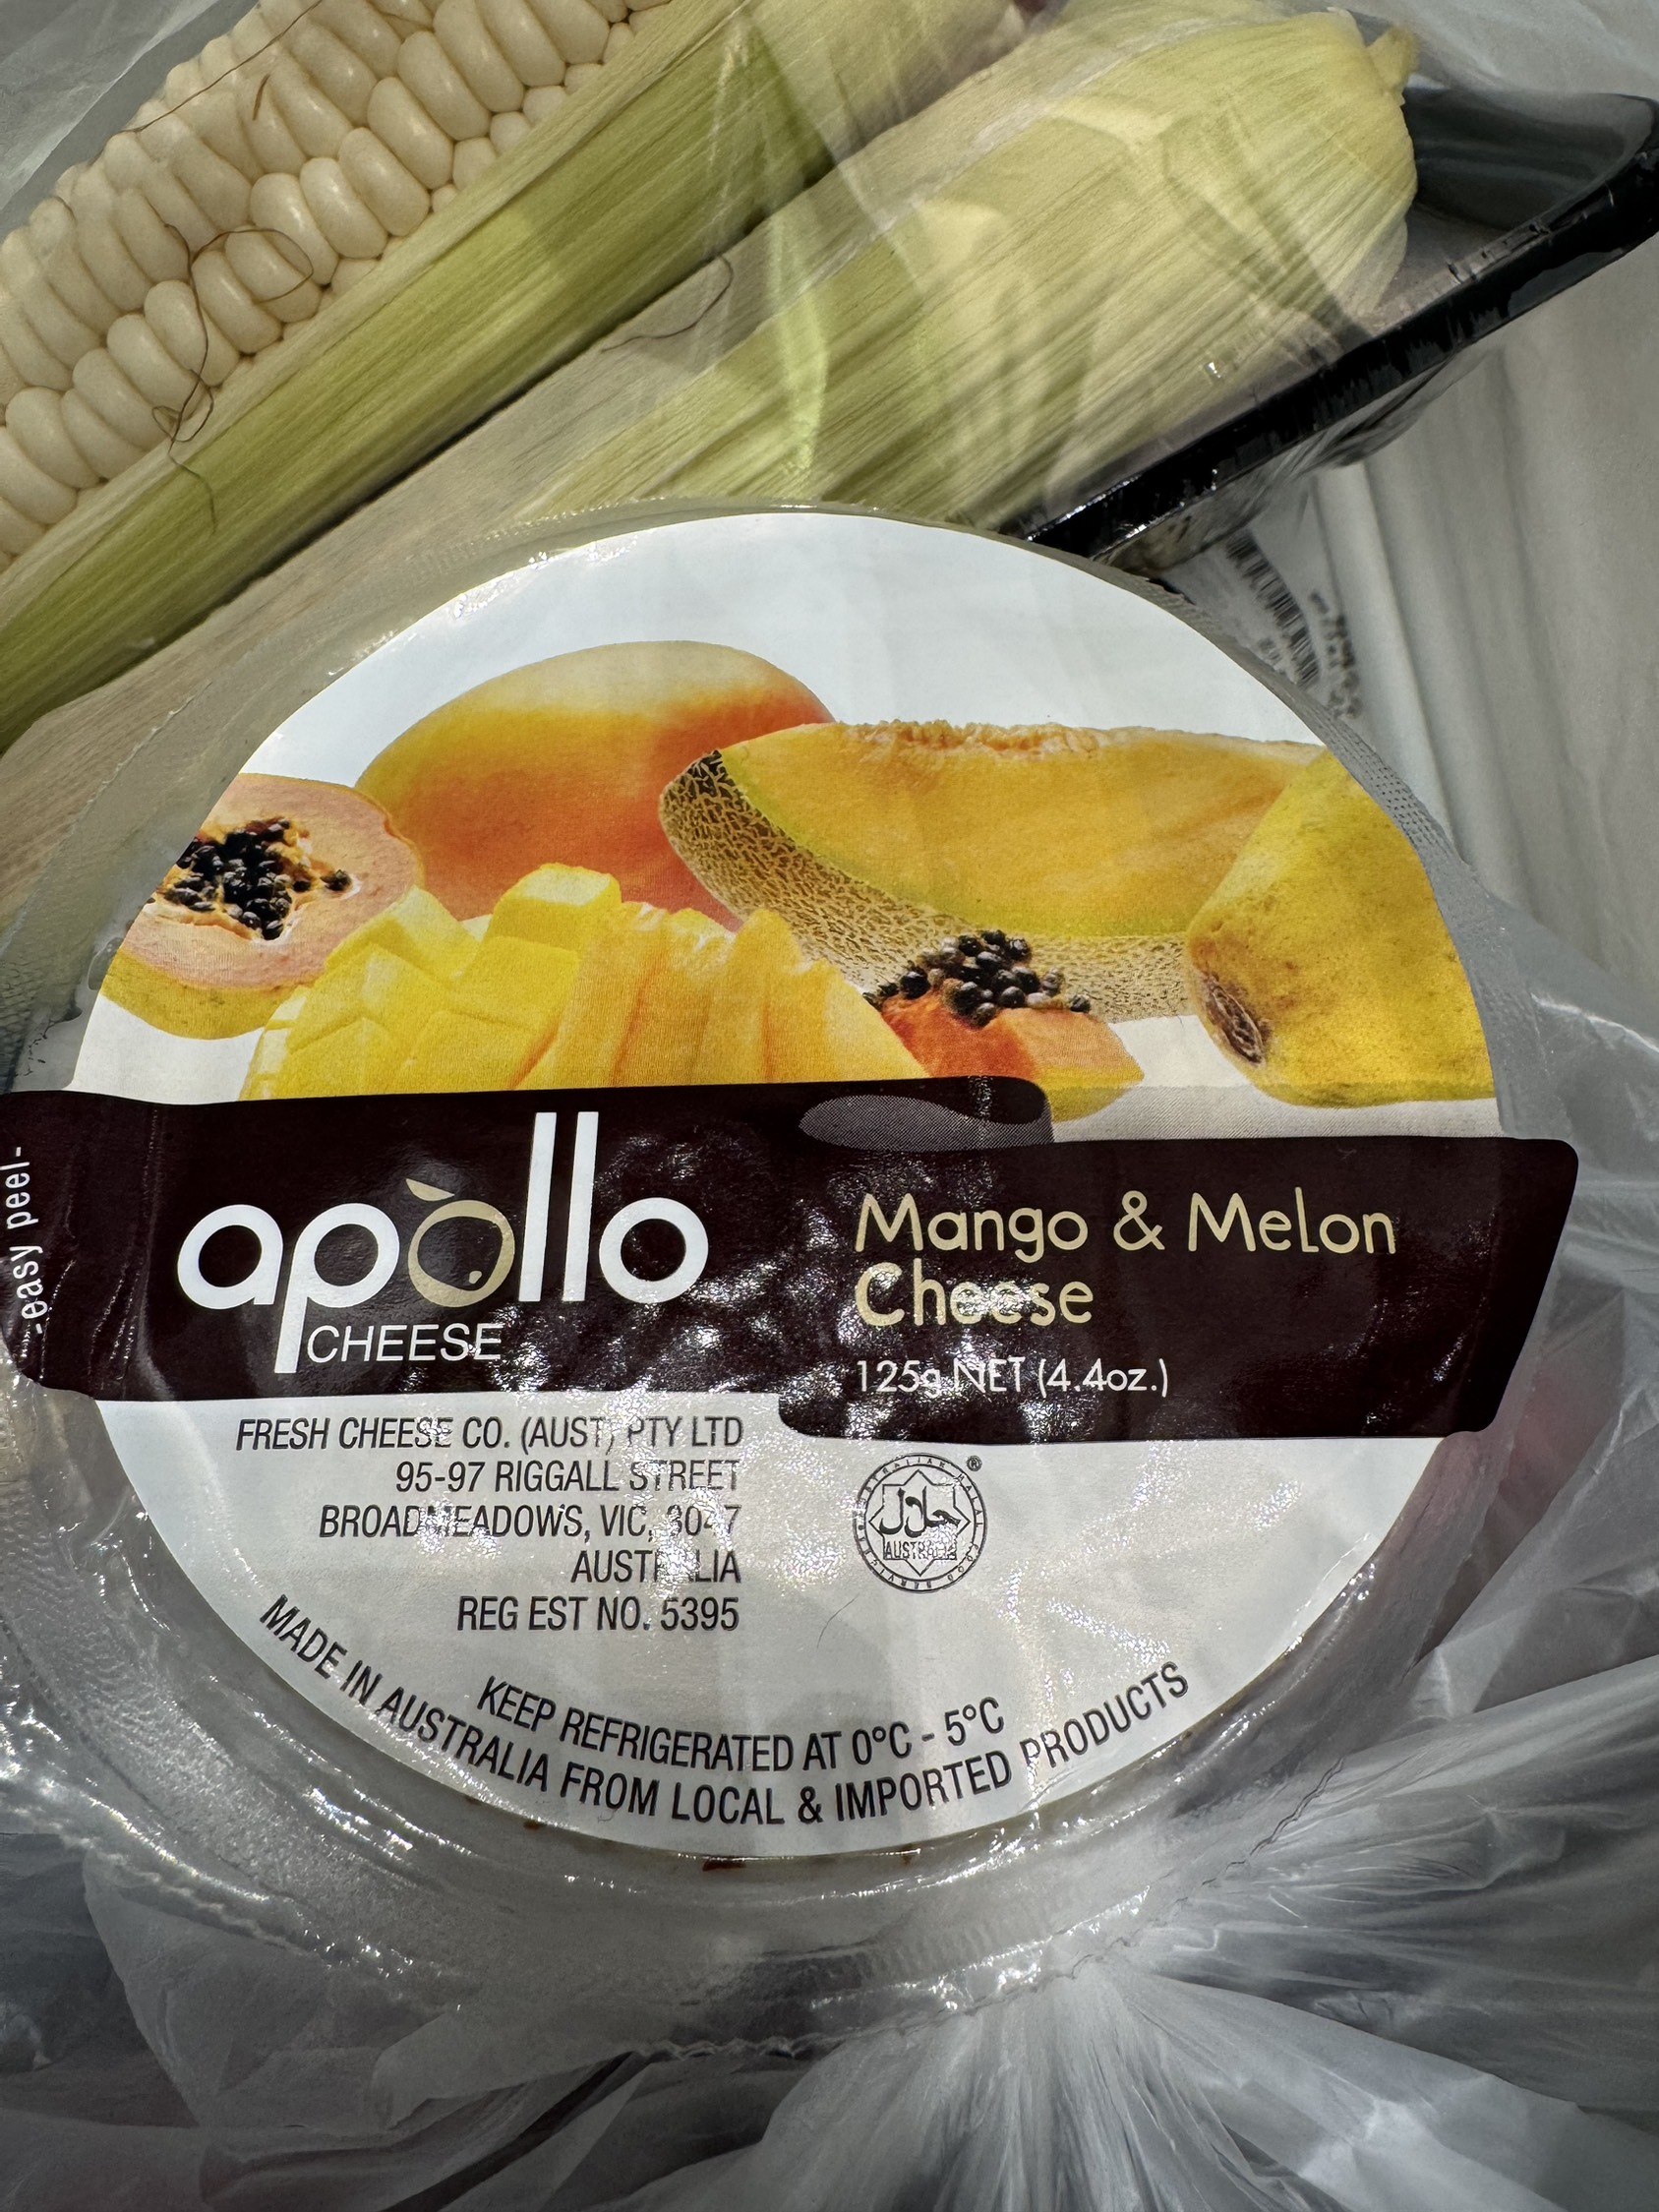 -easy peel-
apollo
CHEESE
Mango & Melon
Cheese
125g NET (4.4oz.)
FRESH CHEESE CO. (AUST) PTY LTD
95-97 RIGGALL STREET
BROADMEADOWS, VIC, 3047
AUSTRALIA
REG EST NO. 5395
حلال
AUSTRALIA
®
KEEP REFRIGERATED AT 0°C - 5°C
MADE IN AUSTRALIA FROM LOCAL & IMPORTED PRODUCTS